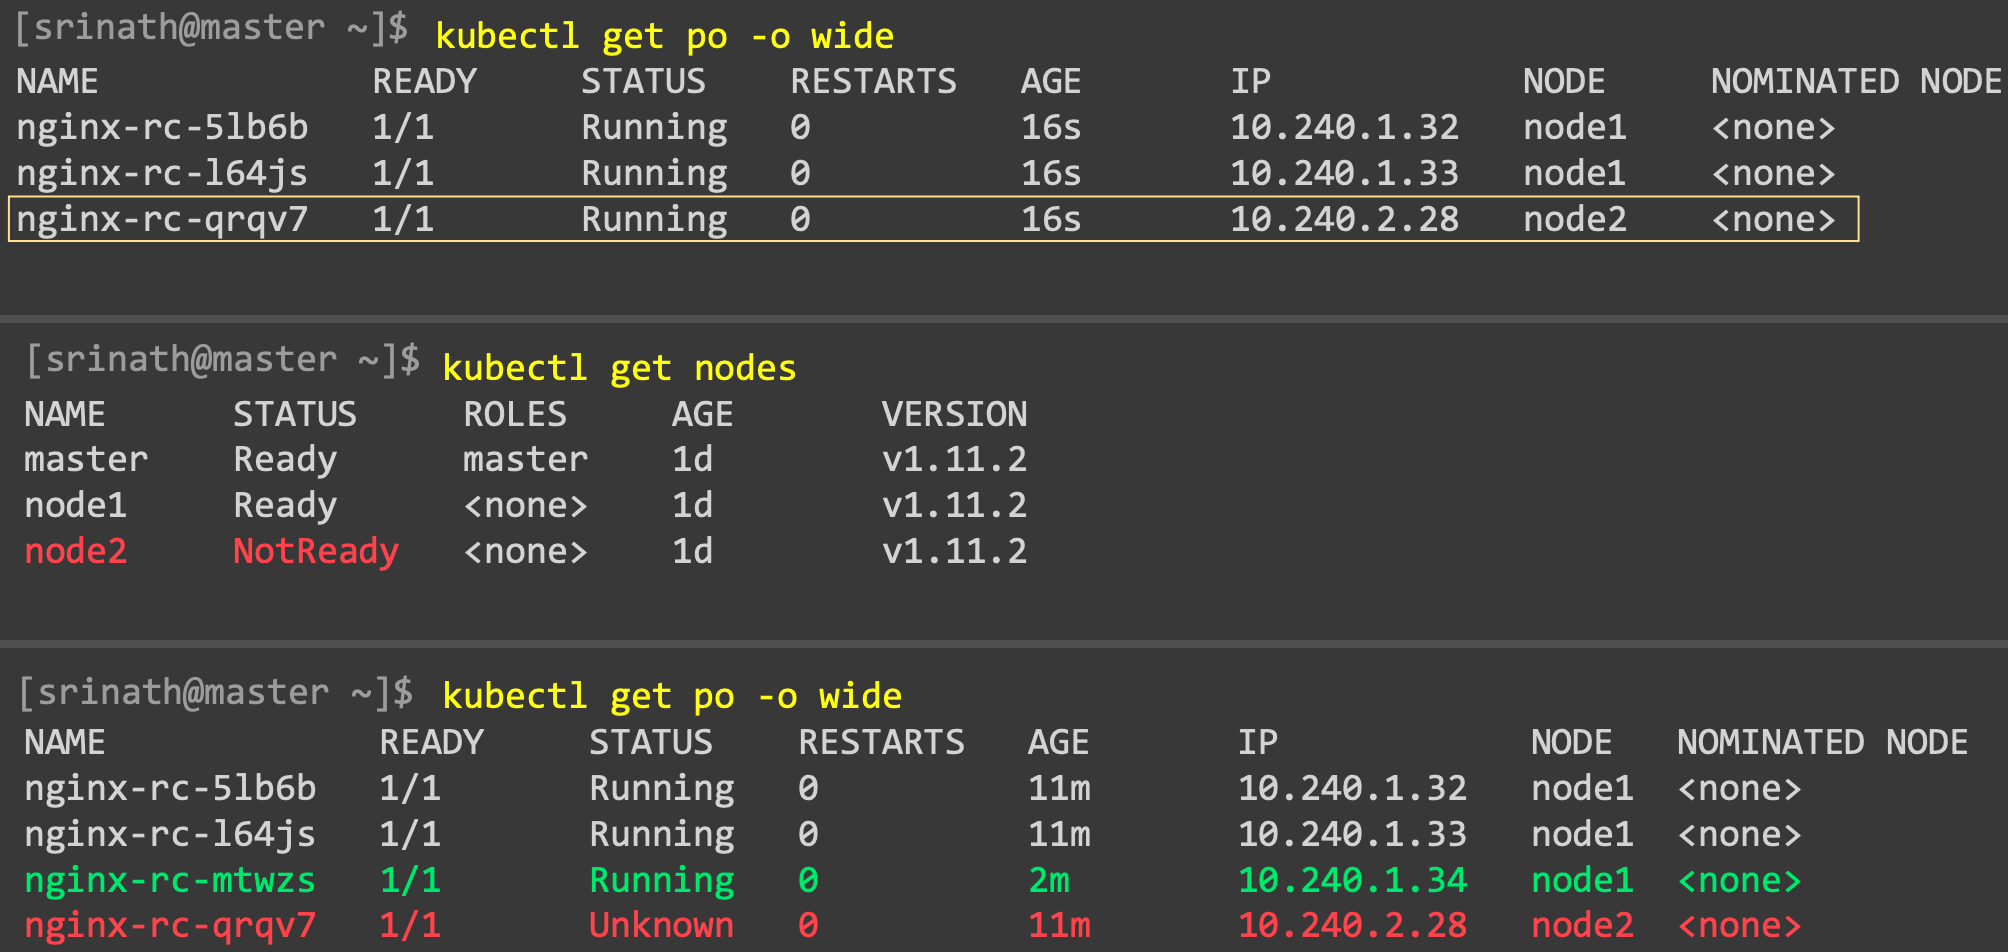 [srinath@master ~]$ kubectl get po -o wide
NAME READY STATUS RESTARTS AGE IP NODE NOMINATED NODE
nginx-rc-5lb6b 1/1 Running 0 16s 10.240.1.32 node1 <none>
nginx-rc-l64js 1/1 Running 0 16s 10.240.1.33 node1 <none>
nginx-rc-qrqv7 1/1 Running 0 16s 10.240.2.28 node2 <none>
[srinath@master ~]$ kubectl get nodes
NAME STATUS ROLES AGE VERSION
master Ready master 1d v1.11.2
node1 Ready <none> 1d v1.11.2
node2 NotReady <none> 1d v1.11.2
[srinath@master ~]$ kubectl get po -o wide
NAME READY STATUS RESTARTS AGE IP NODE NOMINATED NODE
nginx-rc-5lb6b 1/1 Running 0 11m 10.240.1.32 node1 <none>
nginx-rc-l64js 1/1 Running 0 11m 10.240.1.33 node1 <none>
nginx-rc-mtwzs 1/1 Running 0 2m 10.240.1.34 node1 <none>
nginx-rc-qrqv7 1/1 Unknown 0 11m 10.240.2.28 node2 <none>